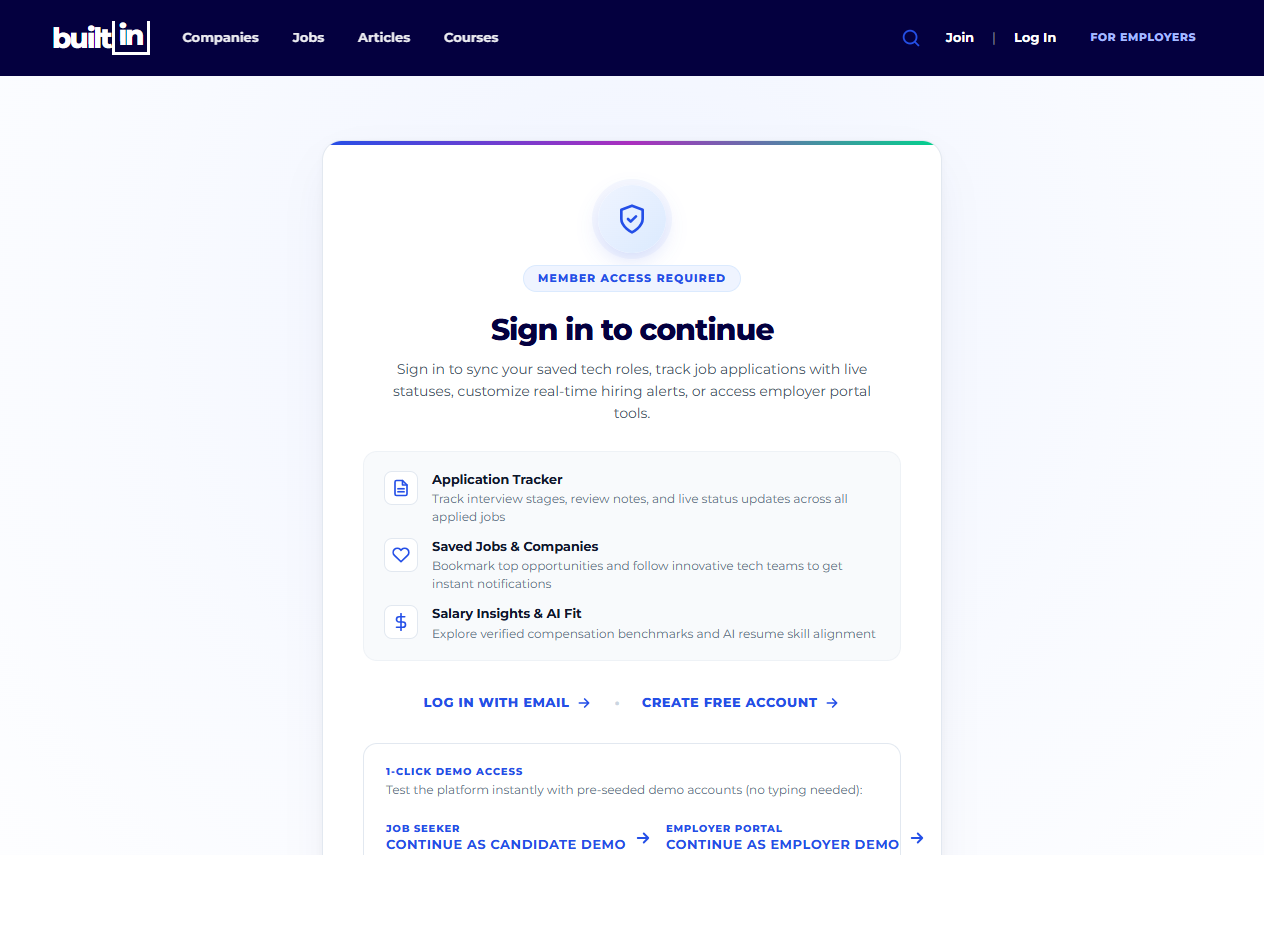 built in
Companies Jobs Articles Courses
Join | Log In FOR EMPLOYERS
MEMBER ACCESS REQUIRED
Sign in to continue
Sign in to sync your saved tech roles, track job applications with live
statuses, customize real-time hiring alerts, or access employer portal
tools.
Application Tracker
Track interview stages, review notes, and live status updates across all
applied jobs
Saved Jobs & Companies
Bookmark top opportunities and follow innovative tech teams to get
instant notifications
Salary Insights & AI Fit
Explore verified compensation benchmarks and AI resume skill alignment
LOG IN WITH EMAIL → • CREATE FREE ACCOUNT →
1-CLICK DEMO ACCESS
Test the platform instantly with pre-seeded demo accounts (no typing needed):
JOB SEEKER
CONTINUE AS CANDIDATE DEMO →
EMPLOYER PORTAL
CONTINUE AS EMPLOYER DEMO →